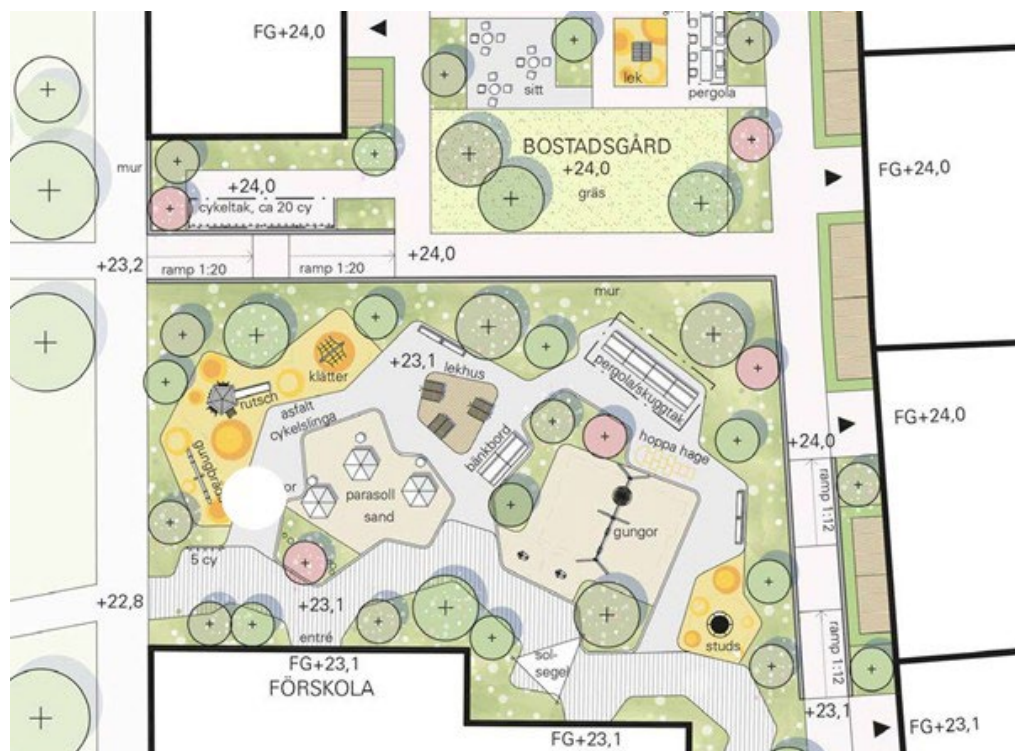 FG+24,0
sitt
lek
pergola
BOSTADSGÅRD
+24,0
gräs
mur
+24,0
cykeltak, ca 20 cy
FG+24,0
+23,2
ramp 1:20
ramp 1:20
+24,0
mur
+23,1
lekhus
klätter
rutsch
pergola/skuggtak
asfalt
cykelslinga
FG+24,0
+24,0
hoppa hage
bänkbord
ramp 1:12
or
parasoll
sand
gungor
5 cy
+22,8
+23,1
entré
studs
ramp 1:12
sol-
segel
FG+23,1
FÖRSKOLA
+23,1
FG+23,1
FG+23,1